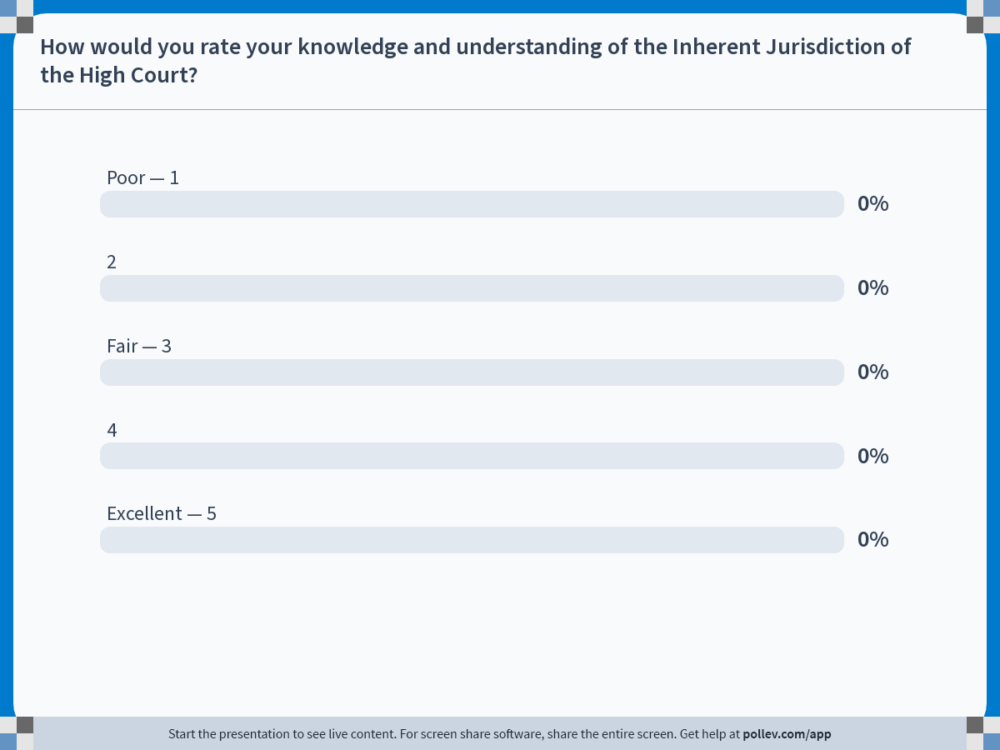 How would you rate your knowledge and understanding of the Inherent Jurisdiction of
the High Court?
Poor — 1
0%
2
0%
Fair — 3
0%
4
0%
Excellent — 5
0%
Start the presentation to see live content. For screen share software, share the entire screen. Get help at pollev.com/app